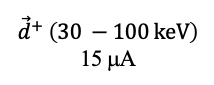 d⃗⁺ (30 – 100 keV)
15 μA